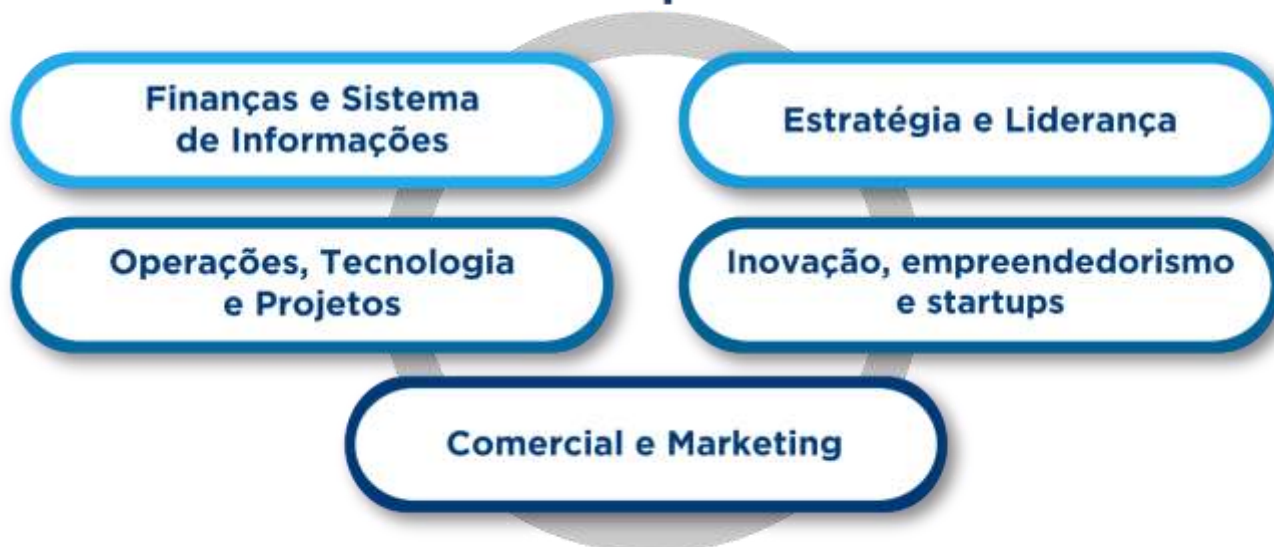 Finanças e Sistema
de Informações
Estratégia e Liderança
Operações, Tecnologia
e Projetos
Inovação, empreendedorismo
e startups
Comercial e Marketing